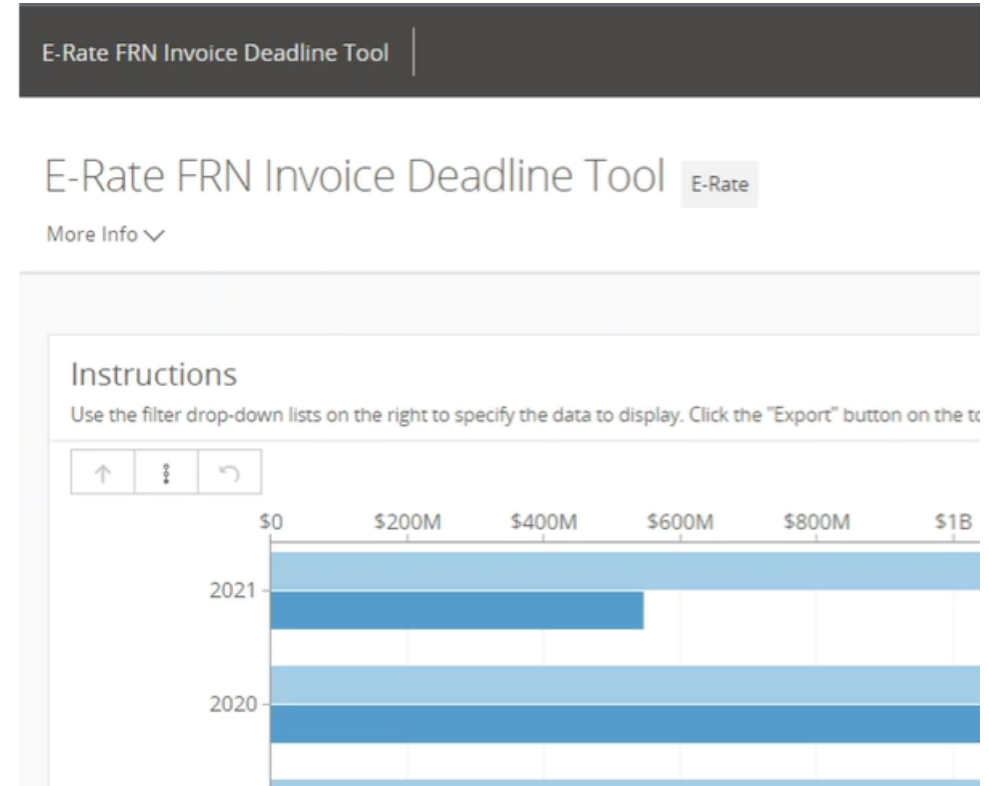 E-Rate FRN Invoice Deadline Tool
E-Rate FRN Invoice Deadline Tool E-Rate
More Info
Instructions
Use the filter drop-down lists on the right to specify the data to display. Click the "Export" button on the
$0 $200M $400M $600M $800M $1B
2021
2020